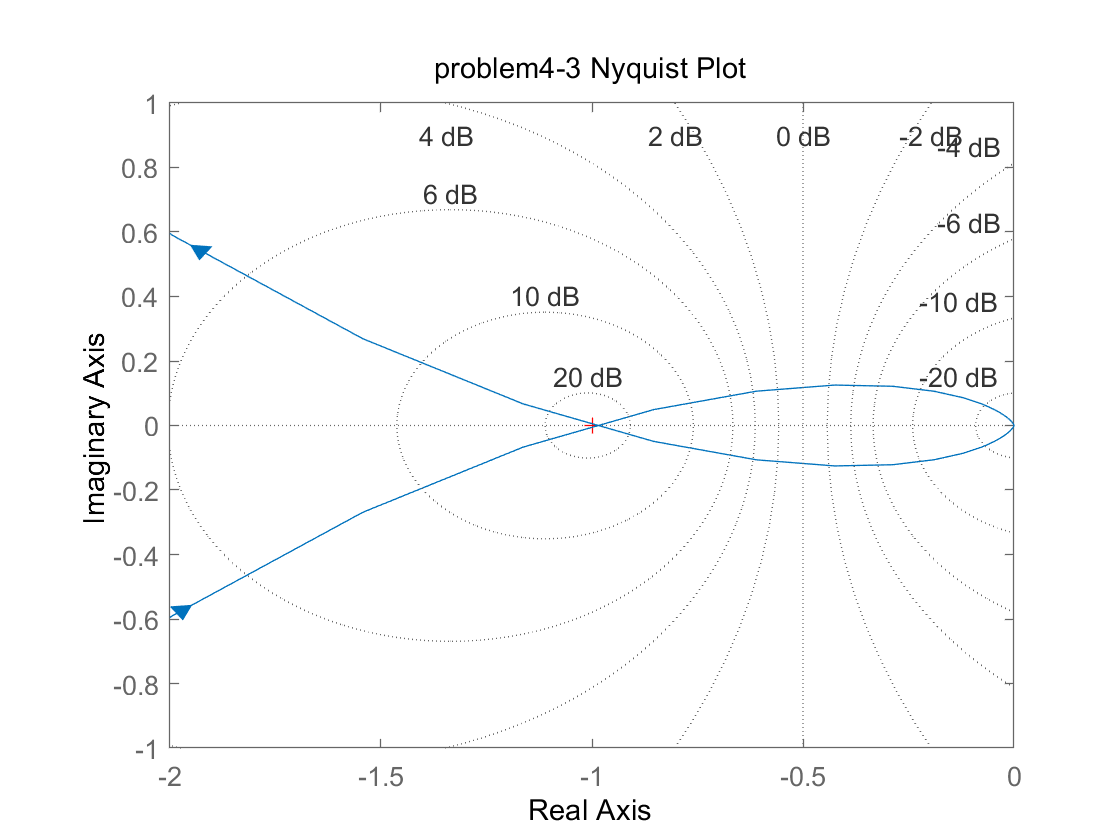 problem4-3 Nyquist Plot
1
4 dB
2 dB
0 dB
-2 dB
-4 dB
0.8
6 dB
-6 dB
0.6
0.4
10 dB
-10 dB
0.2
20 dB
-20 dB
0
-0.2
-0.4
-0.6
-0.8
-1
Imaginary Axis
-2
-1.5
-1
-0.5
0
Real Axis